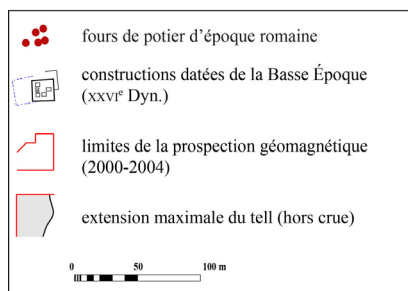 fours de potier d’époque romaine
constructions datées de la Basse Époque
(XXVIᵉ Dyn.)
limites de la prospection géomagnétique
(2000-2004)
extension maximale du tell (hors crue)
0 50 100 m